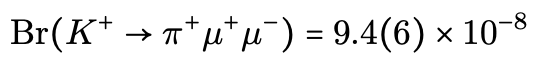 Br(K⁺ → π⁺μ⁺μ⁻) = 9.4(6) × 10⁻⁸